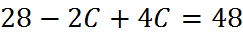 28 − 2C + 4C = 48